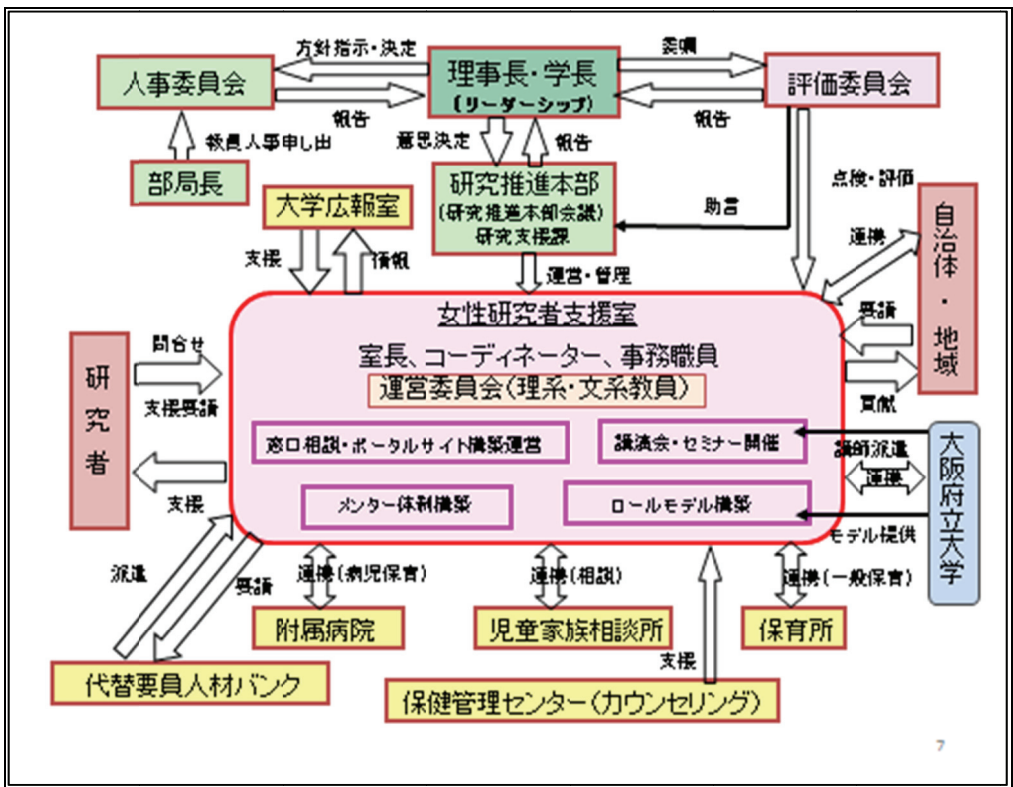 方針指示・決定
委嘱
人事委員会
理事長・学長
(リーダーシップ)
評価委員会
報告
報告
教員人事申し出
意思決定
報告
部局長
研究推進本部
(研究推進本部会議)
研究支援課
点検・評価
大学広報室
助言
自治体・地域
連携
支援
情報
運営・管理
女性研究者支援室
要請
室長、コーディネーター、事務職員
運営委員会(理系・文系教員)
貢献
研究者
問合せ
支援要請
支援
窓口相談・ポータルサイト構築運営
講演会・セミナー開催
講師派遣
連携
大阪府立大学
メンター体制構築
ロールモデル構築
モデル提供
派遣
要請
連携(病児保育)
連携(相談)
連携(一般保育)
附属病院
児童家族相談所
保育所
支援
代替要員人材バンク
保健管理センター(カウンセリング)
7